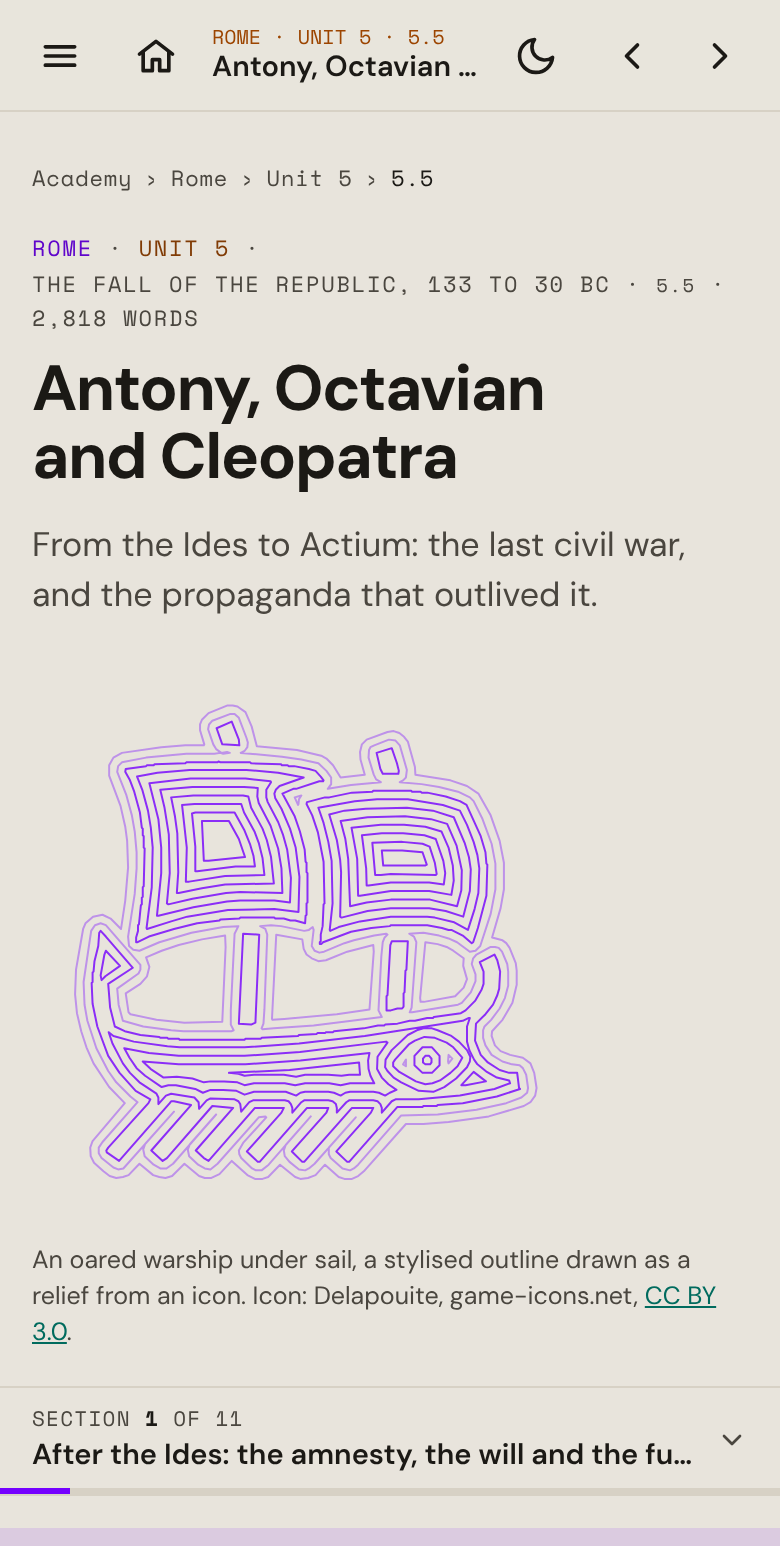 ROME · UNIT 5 · 5.5
Antony, Octavian …
Academy › Rome › Unit 5 › 5.5
ROME · UNIT 5 ·
THE FALL OF THE REPUBLIC, 133 TO 30 BC · 5.5 ·
2,818 WORDS
Antony, Octavian
and Cleopatra
From the Ides to Actium: the last civil war,
and the propaganda that outlived it.
An oared warship under sail, a stylised outline drawn as a
relief from an icon. Icon: Delapouite, game-icons.net, CC BY
3.0.
SECTION 1 OF 11
After the Ides: the amnesty, the will and the fu…